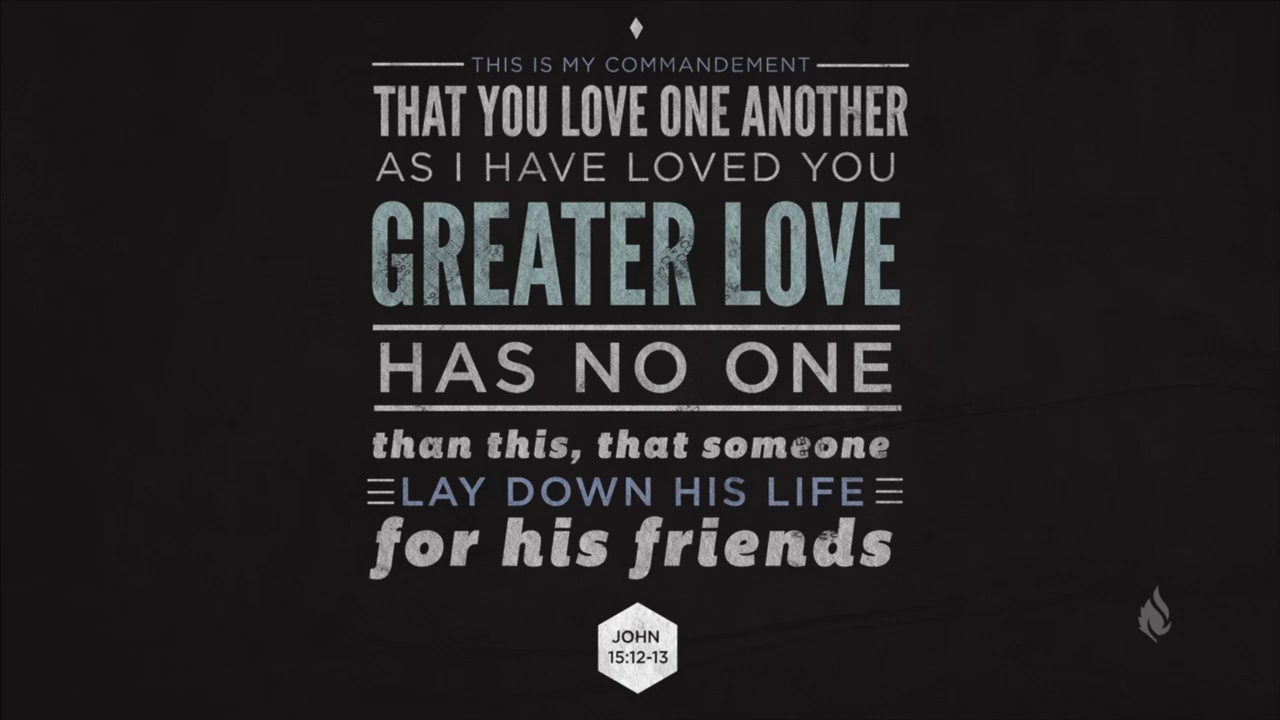 THIS IS MY COMMANDEMENT
THAT YOU LOVE ONE ANOTHER
AS I HAVE LOVED YOU
GREATER LOVE
HAS NO ONE
than this, that someone
LAY DOWN HIS LIFE
for his friends
JOHN
15:12-13